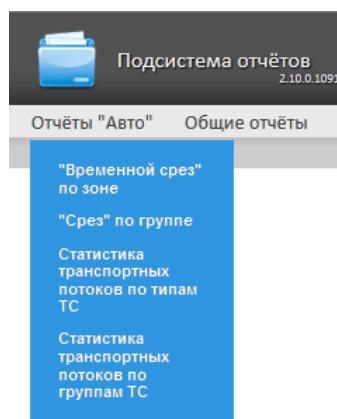 Подсистема отчётов
2.10.0.1091
Отчёты "Авто" Общие отчёты
"Временной срез"
по зоне
"Срез" по группе
Статистика
транспортных
потоков по типам
ТС
Статистика
транспортных
потоков по
группам ТС